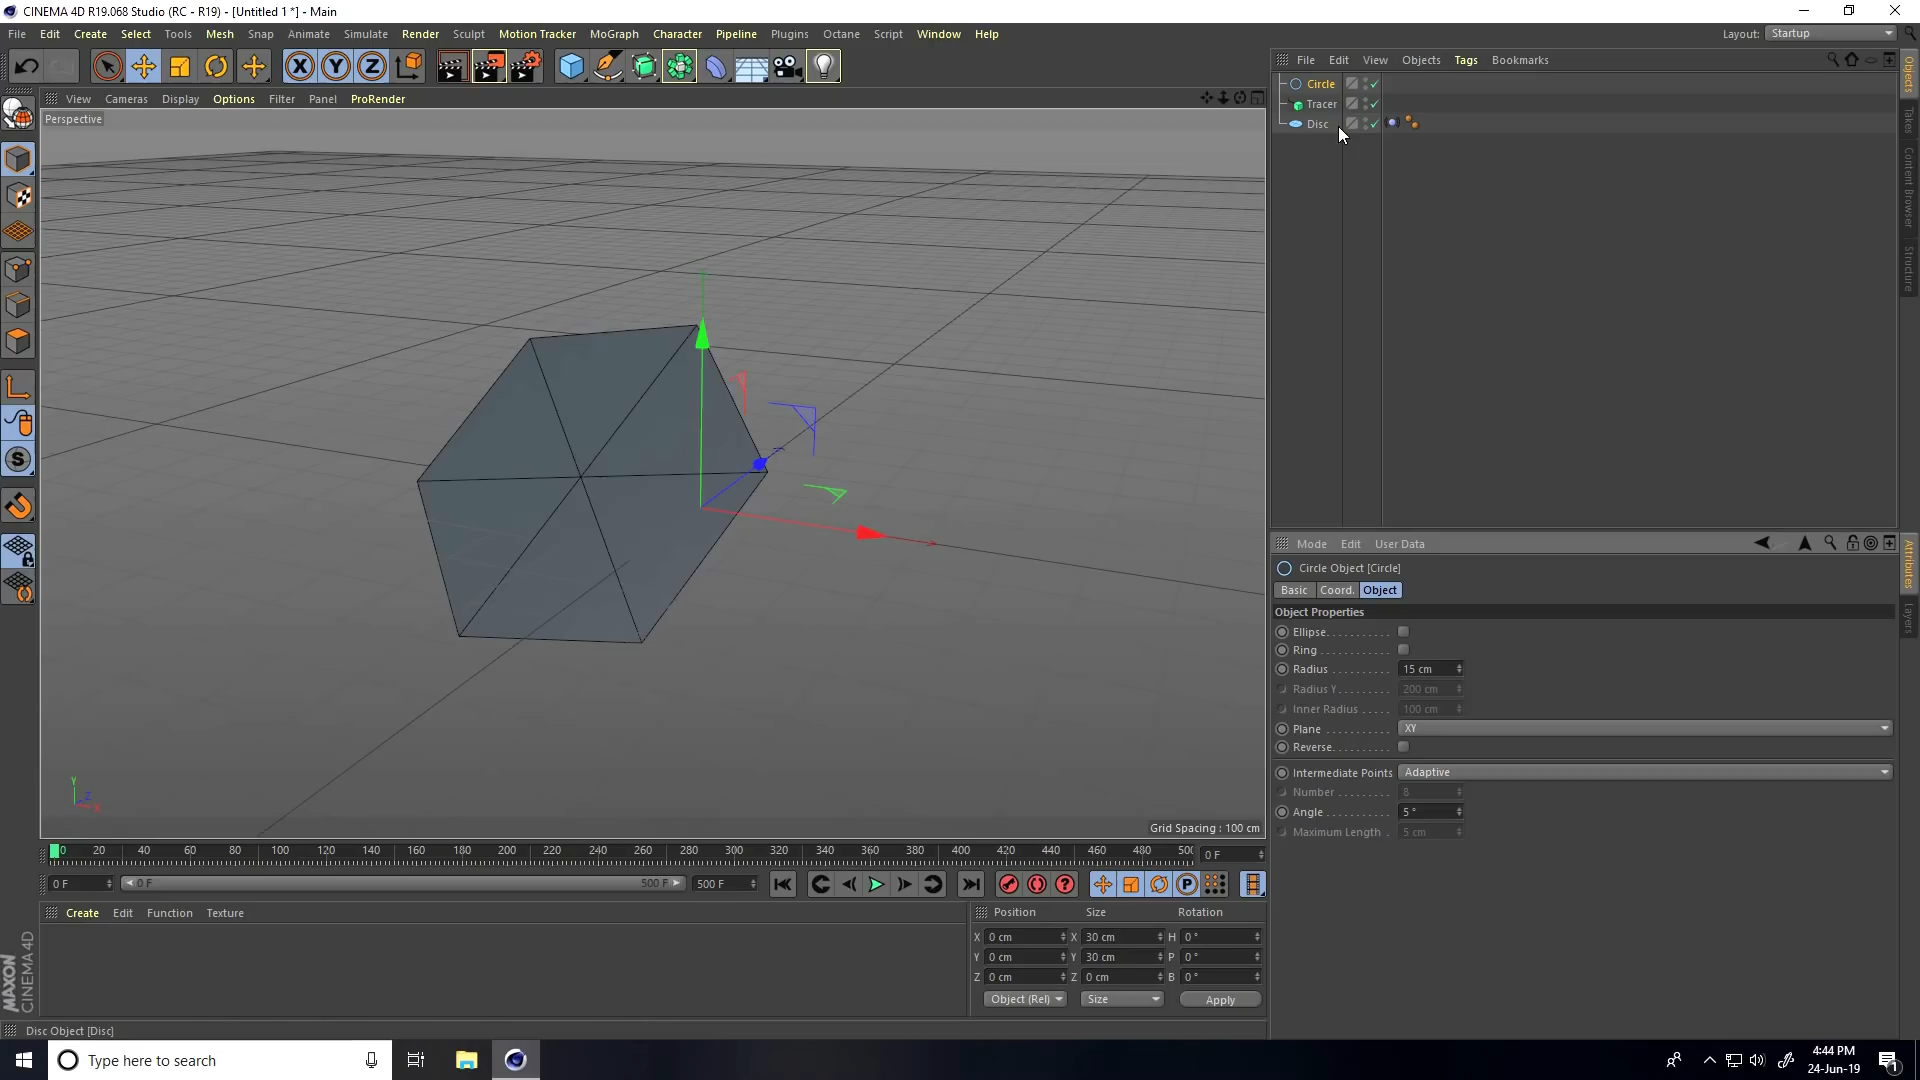 CINEMA 4D R19.068 Studio (RC - R19) - [Untitled 1 *] - Main
File Edit Create Select Tools Mesh Snap Animate Simulate Render Sculpt Motion Tracker MoGraph Character Pipeline Plugins Octane Script Window Help
Layout: Startup
X Y Z
File Edit View Objects Tags Bookmarks
Circle
Tracer
Disc
View Cameras Display Options Filter Panel ProRender
Perspective
Y
Z
X
Grid Spacing : 100 cm
Objects
Takes
Content Browser
Structure
Mode Edit User Data
Circle Object [Circle]
Basic Coord. Object
Object Properties
Ellipse
Ring
Radius 15 cm
Radius Y 200 cm
Inner Radius 100 cm
Plane XY
Reverse
Intermediate Points Adaptive
Number 8
Angle 5 °
Maximum Length 5 cm
Attributes
Layers
0 20 40 60 80 100 120 140 160 180 200 220 240 260 280 300 320 340 360 380 400 420 440 460 480 500
0 F
0 F 0 F 500 F 500 F
Create Edit Function Texture
Position Size Rotation
X 0 cm X 30 cm H 0 °
Y 0 cm Y 30 cm P 0 °
Z 0 cm Z 0 cm B 0 °
Object (Rel) Size Apply
MAXON
CINEMA 4D
Disc Object [Disc]
Type here to search
4:44 PM
24-Jun-19
1